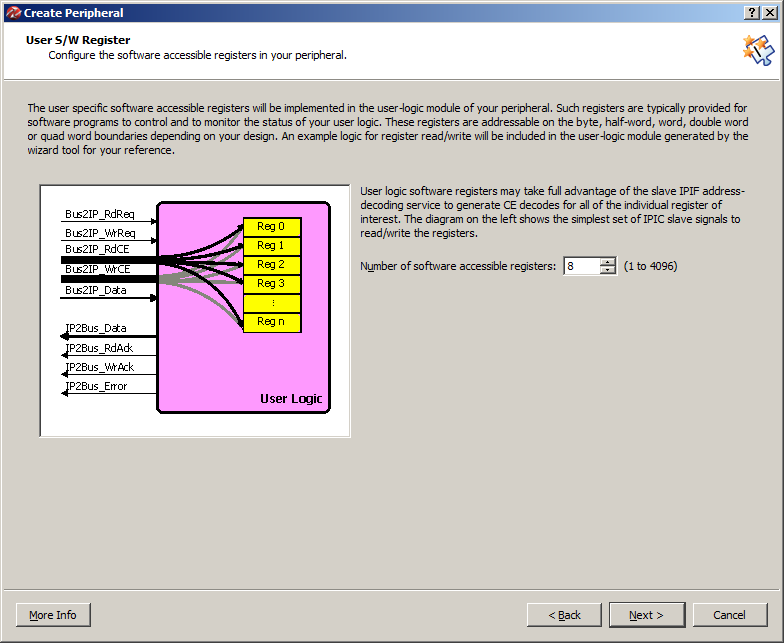 Create Peripheral
User S/W Register
Configure the software accessible registers in your peripheral.
The user specific software accessible registers will be implemented in the user-logic module of your peripheral. Such registers are typically provided for
software programs to control and to monitor the status of your user logic. These registers are addressable on the byte, half-word, word, double word
or quad word boundaries depending on your design. An example logic for register read/write will be included in the user-logic module generated by the
wizard tool for your reference.
Bus2IP_RdReq
Bus2IP_WrReq
Bus2IP_RdCE
Bus2IP_WrCE
Bus2IP_Data
IP2Bus_Data
IP2Bus_RdAck
IP2Bus_WrAck
IP2Bus_Error
Reg 0
Reg 1
Reg 2
Reg 3
:
Reg n
User Logic
User logic software registers may take full advantage of the slave IPIF address-
decoding service to generate CE decodes for all of the individual register of
interest. The diagram on the left shows the simplest set of IPIC slave signals to
read/write the registers.
Number of software accessible registers: 8 (1 to 4096)
More Info
< Back
Next >
Cancel